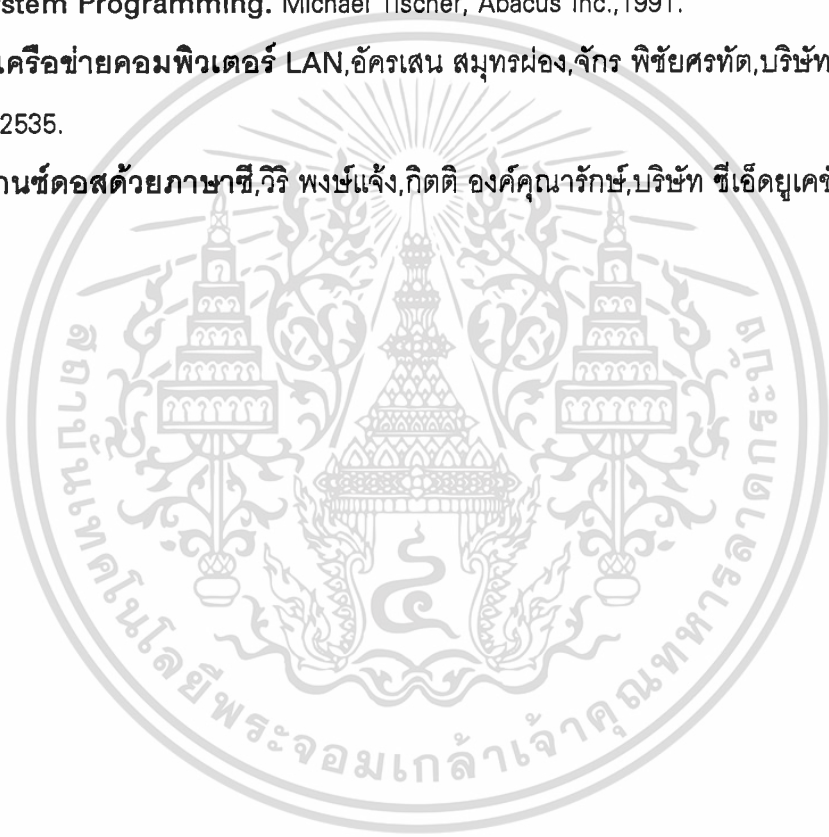 ystem Programming. Michael Tischer, Abacus Inc.,1991.
เครือข่ายคอมพิวเตอร์ LAN,อัครเสน สมุทรผ่อง,จักร พิชัยศรทัต,บริษัท
2535.
านซ์ดอสด้วยภาษาซี,วิริ พงษ์แจ้ง,กิตติ องค์คุณารักษ์,บริษัท ซีเอ็ดยูเคชั
สถาบันเทคโนโลยีพระจอมเกล้าเจ้าคุณทหารลาดกระบัง
๔